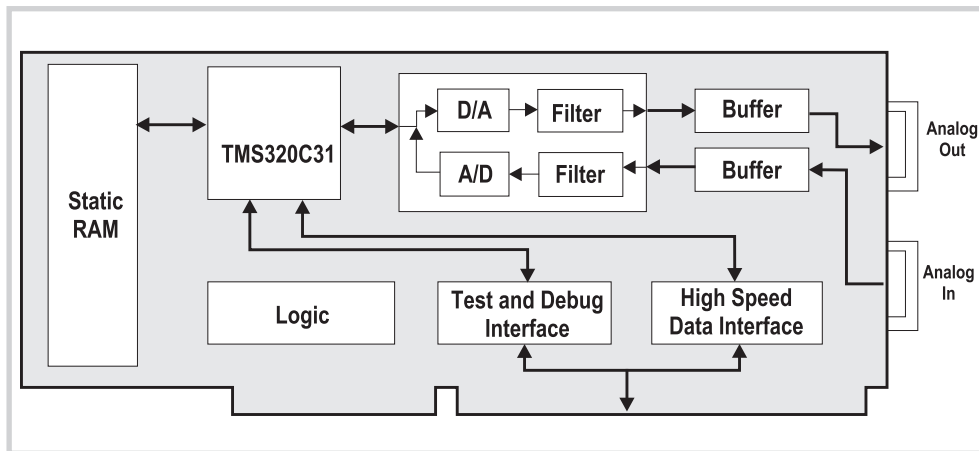 Static
RAM
TMS320C31
D/A
Filter
Buffer
A/D
Filter
Buffer
Analog
Out
Analog
In
Logic
Test and Debug
Interface
High Speed
Data Interface